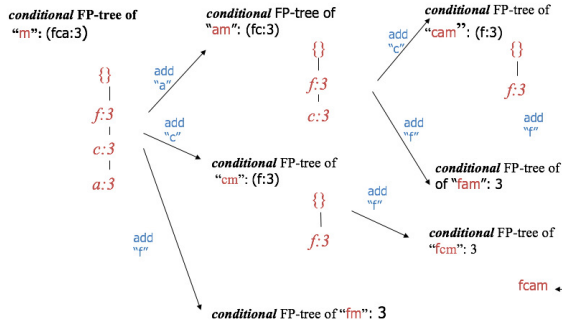 conditional FP-tree of
“m”: (fca:3)
{}
f:3
c:3
a:3
add
“a”
add
“c”
add
“f”
conditional FP-tree of
“am”: (fc:3)
{}
f:3
c:3
conditional FP-tree of
“cm”: (f:3)
{}
f:3
conditional FP-tree of “fm”: 3
add
“c”
add
“f”
add
“f”
conditional FP-tree of
“cam”: (f:3)
{}
f:3
add
“f”
conditional FP-tree of
of “fam”: 3
conditional FP-tree of
“fcm”: 3
fcam